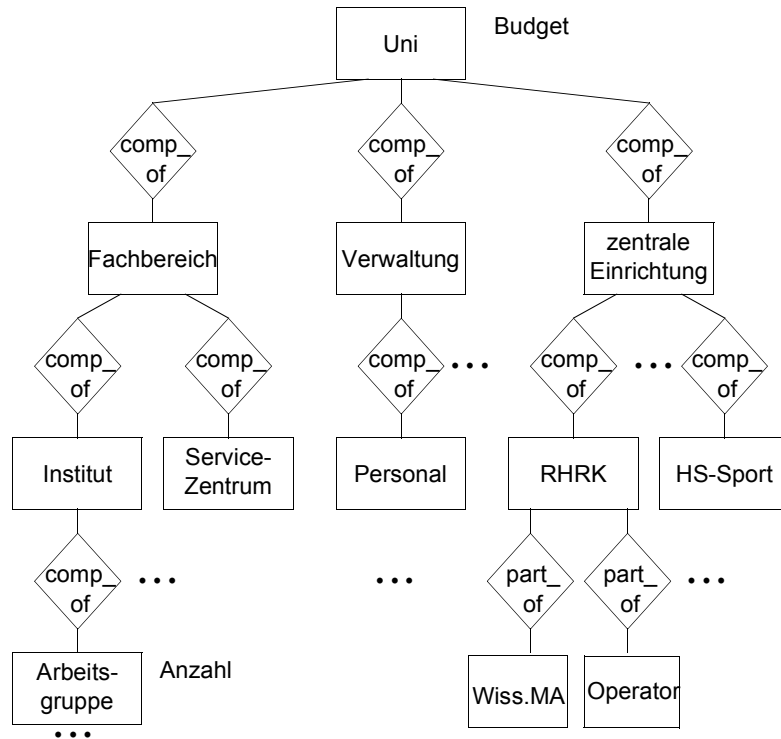 Uni
Budget
comp_
of
comp_
of
comp_
of
Fachbereich
Verwaltung
zentrale
Einrichtung
comp_
of
comp_
of
comp_
of
•••
comp_
of
•••
comp_
of
Institut
Service-
Zentrum
Personal
RHRK
HS-Sport
comp_
of
•••
•••
part_
of
part_
of
•••
Arbeits-
gruppe
Anzahl
Wiss.MA
Operator
•••